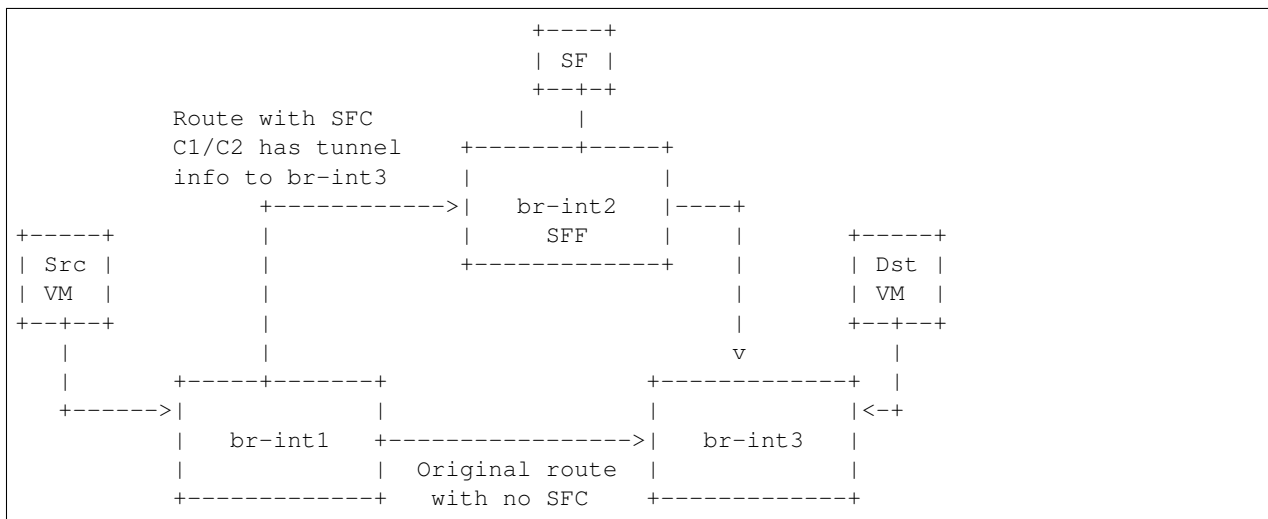 SF
Route with SFC
C1/C2 has tunnel
info to br-int3
br-int2
SFF
Src
VM
Dst
VM
br-int1
br-int3
Original route
with no SFC